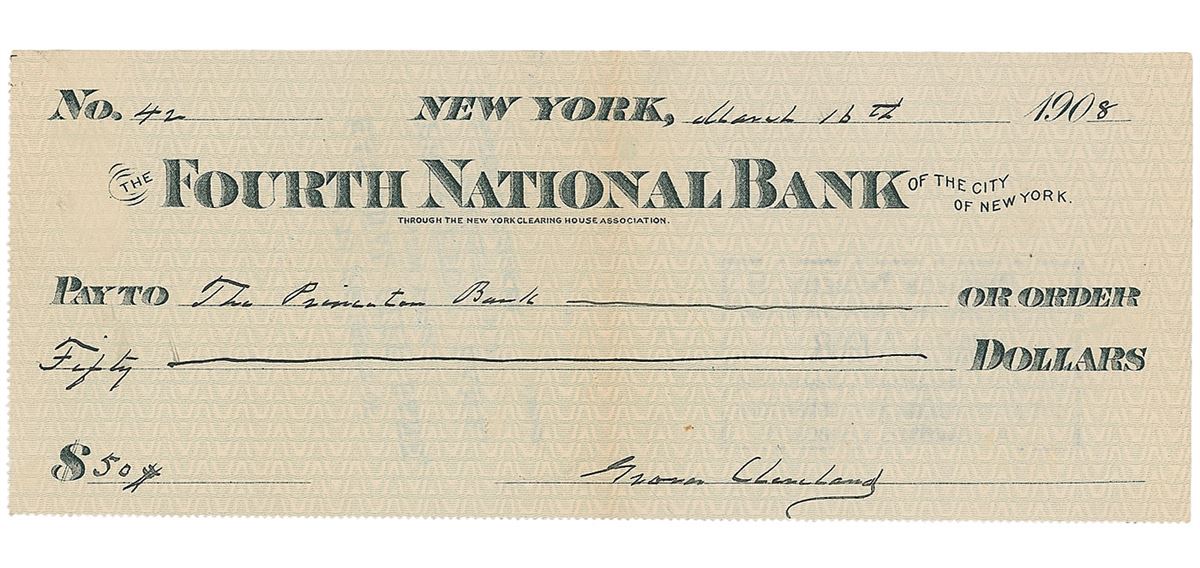 No. 42 NEW YORK, March 16th 1908
THE FOURTH NATIONAL BANK OF THE CITY OF NEW YORK.
THROUGH THE NEW YORK CLEARING HOUSE ASSOCIATION.
PAY TO The Princeton Bank OR ORDER
Fifty DOLLARS
$50 Grover Cleveland